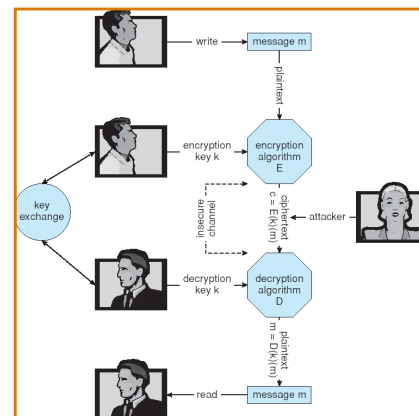 write
message m
plaintext
encryption
key k
encryption
algorithm
E
key
exchange
insecure
channel
ciphertext
c = E(k)(m)
attacker
decryption
key k
decryption
algorithm
D
plaintext
m = D(k)(m)
read
message m